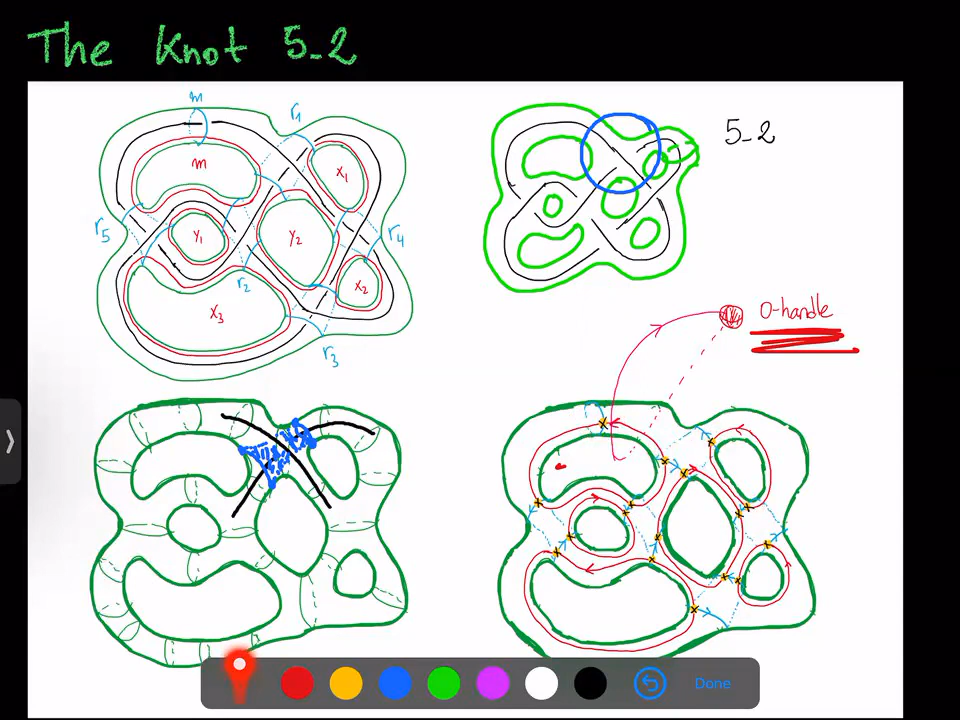 The Knot 5_2
m
r1
m
x1
5_2
r5
y1
y2
r4
r2
x2
x3
r3
0-handle
Done